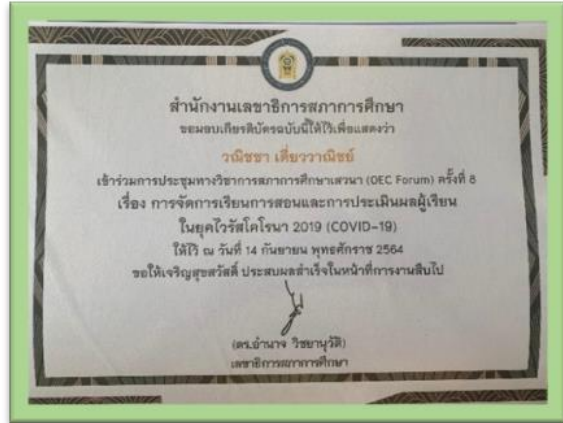 สำนักงานเลขาธิการสภาการศึกษา
ขอมอบเกียรติบัตรฉบับนี้ให้ไว้เพื่อแสดงว่า
วณิชชา เดี่ยววาณิชย์
เข้าร่วมการประชุมทางวิชาการสภาการศึกษาเสวนา (OEC Forum) ครั้งที่ 8
เรื่อง การจัดการเรียนการสอนและการประเมินผลผู้เรียน
ในยุคไวรัสโคโรนา 2019 (COVID-19)
ให้ไว้ ณ วันที่ 14 กันยายน พุทธศักราช 2564
ขอให้เจริญสุขสวัสดิ์ ประสบผลสำเร็จในหน้าที่การงานสืบไป
(ดร.อำนาจ วิชยานุวัติ)
เลขาธิการสภาการศึกษา